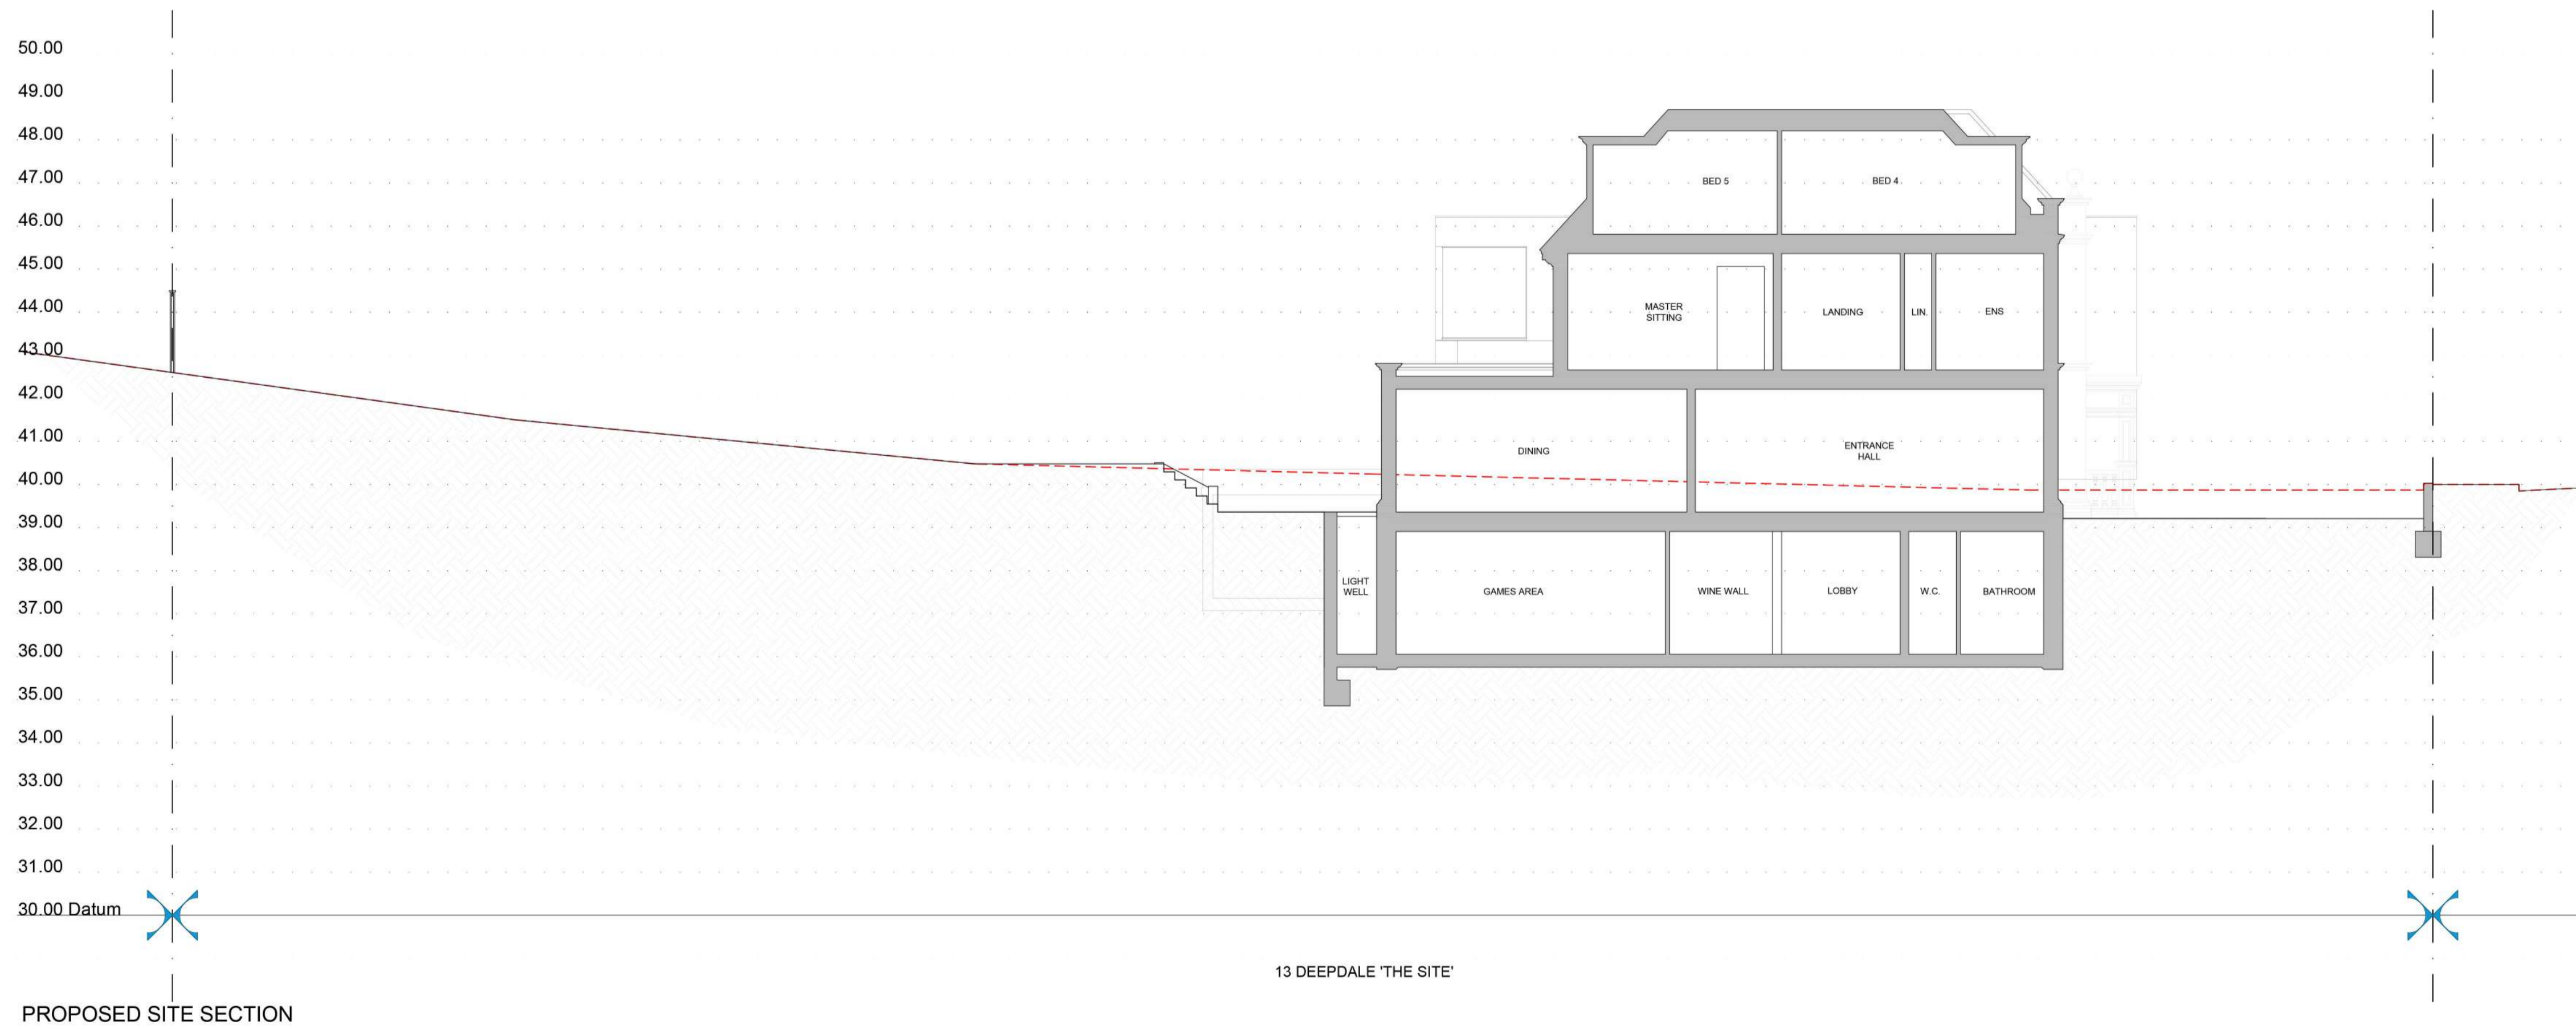 50.00
49.00
48.00
47.00
46.00
45.00
44.00
43.00
42.00
41.00
40.00
39.00
38.00
37.00
36.00
35.00
34.00
33.00
32.00
31.00
30.00 Datum
BED 5
BED 4
MASTER
SITTING
LANDING
LIN.
ENS
DINING
ENTRANCE
HALL
LIGHT
WELL
GAMES AREA
WINE WALL
LOBBY
W.C.
BATHROOM
13 DEEPDALE 'THE SITE'
PROPOSED SITE SECTION